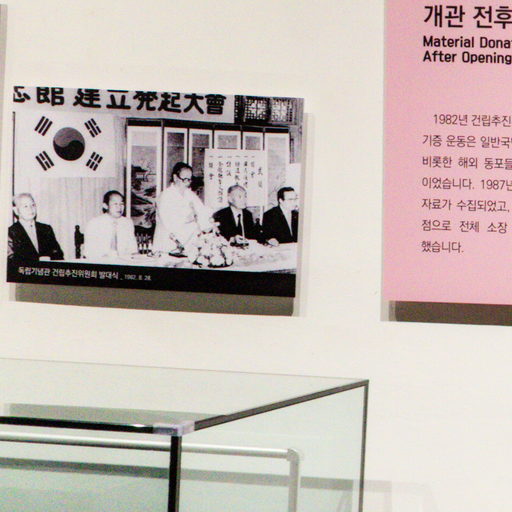 館 建立発起大會
독립기념관 건립추진위원회 발대식 _ 1982. 8. 28.
개관 전후
Material Dona
After Opening
1982년 건립추진
기증 운동은 일반국
비롯한 해외 동포들
이었습니다. 1987년
자료가 수집되었고,
점으로 전체 소장
했습니다.